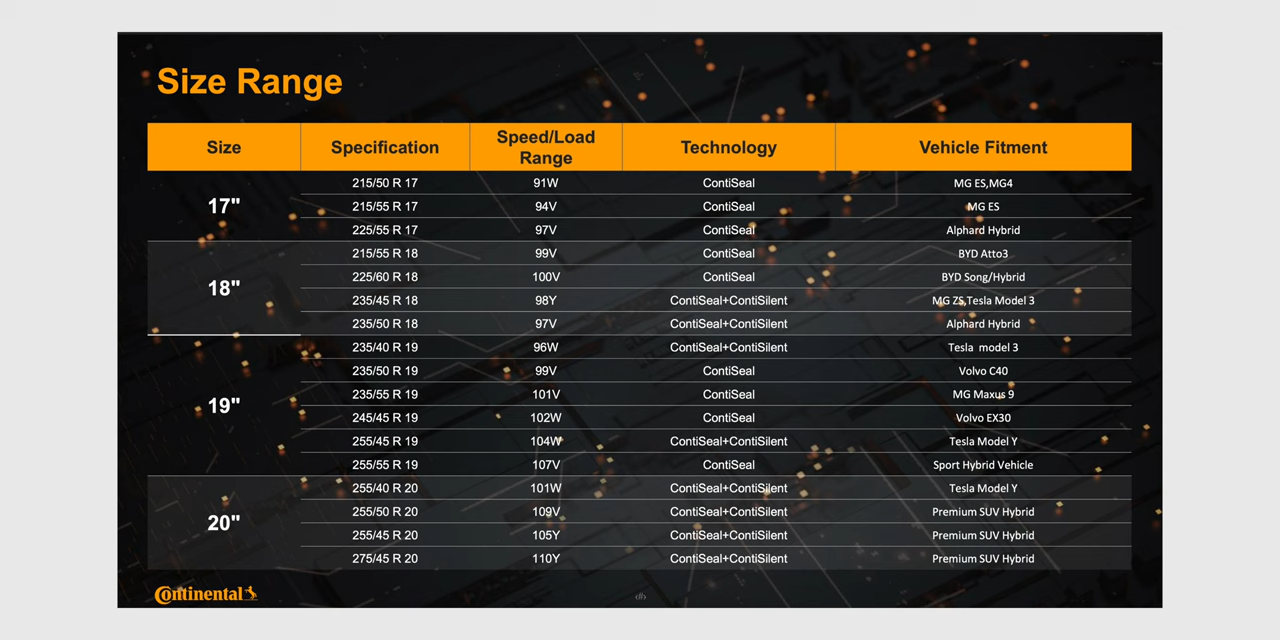 Size Range
Size Specification Speed/Load Range Technology Vehicle Fitment
17"
215/50 R 17 91W ContiSeal MG ES,MG4
215/55 R 17 94V ContiSeal MG ES
225/55 R 17 97V ContiSeal Alphard Hybrid
18"
215/55 R 18 99V ContiSeal BYD Atto3
225/60 R 18 100V ContiSeal BYD Song/Hybrid
235/45 R 18 98Y ContiSeal+ContiSilent MG ZS,Tesla Model 3
235/50 R 18 97V ContiSeal+ContiSilent Alphard Hybrid
19"
235/40 R 19 96W ContiSeal+ContiSilent Tesla model 3
235/50 R 19 99V ContiSeal Volvo C40
235/55 R 19 101V ContiSeal MG Maxus 9
245/45 R 19 102W ContiSeal Volvo EX30
255/45 R 19 104W ContiSeal+ContiSilent Tesla Model Y
255/55 R 19 107V ContiSeal Sport Hybrid Vehicle
20"
255/40 R 20 101W ContiSeal+ContiSilent Tesla Model Y
255/50 R 20 109V ContiSeal+ContiSilent Premium SUV Hybrid
255/45 R 20 105Y ContiSeal+ContiSilent Premium SUV Hybrid
275/45 R 20 110Y ContiSeal+ContiSilent Premium SUV Hybrid
Continental